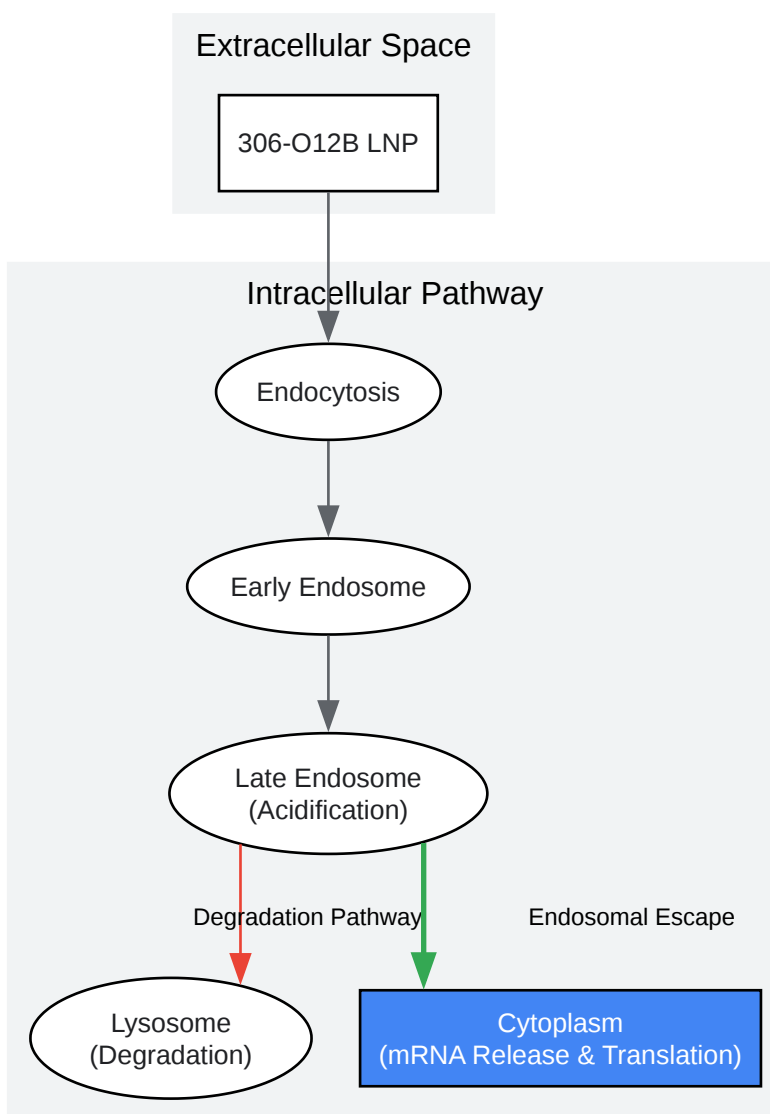 Extracellular Space
306-O12B LNP
Intracellular Pathway
Endocytosis
Early Endosome
Late Endosome
(Acidification)
Degradation Pathway
Endosomal Escape
Lysosome
(Degradation)
Cytoplasm
(mRNA Release & Translation)